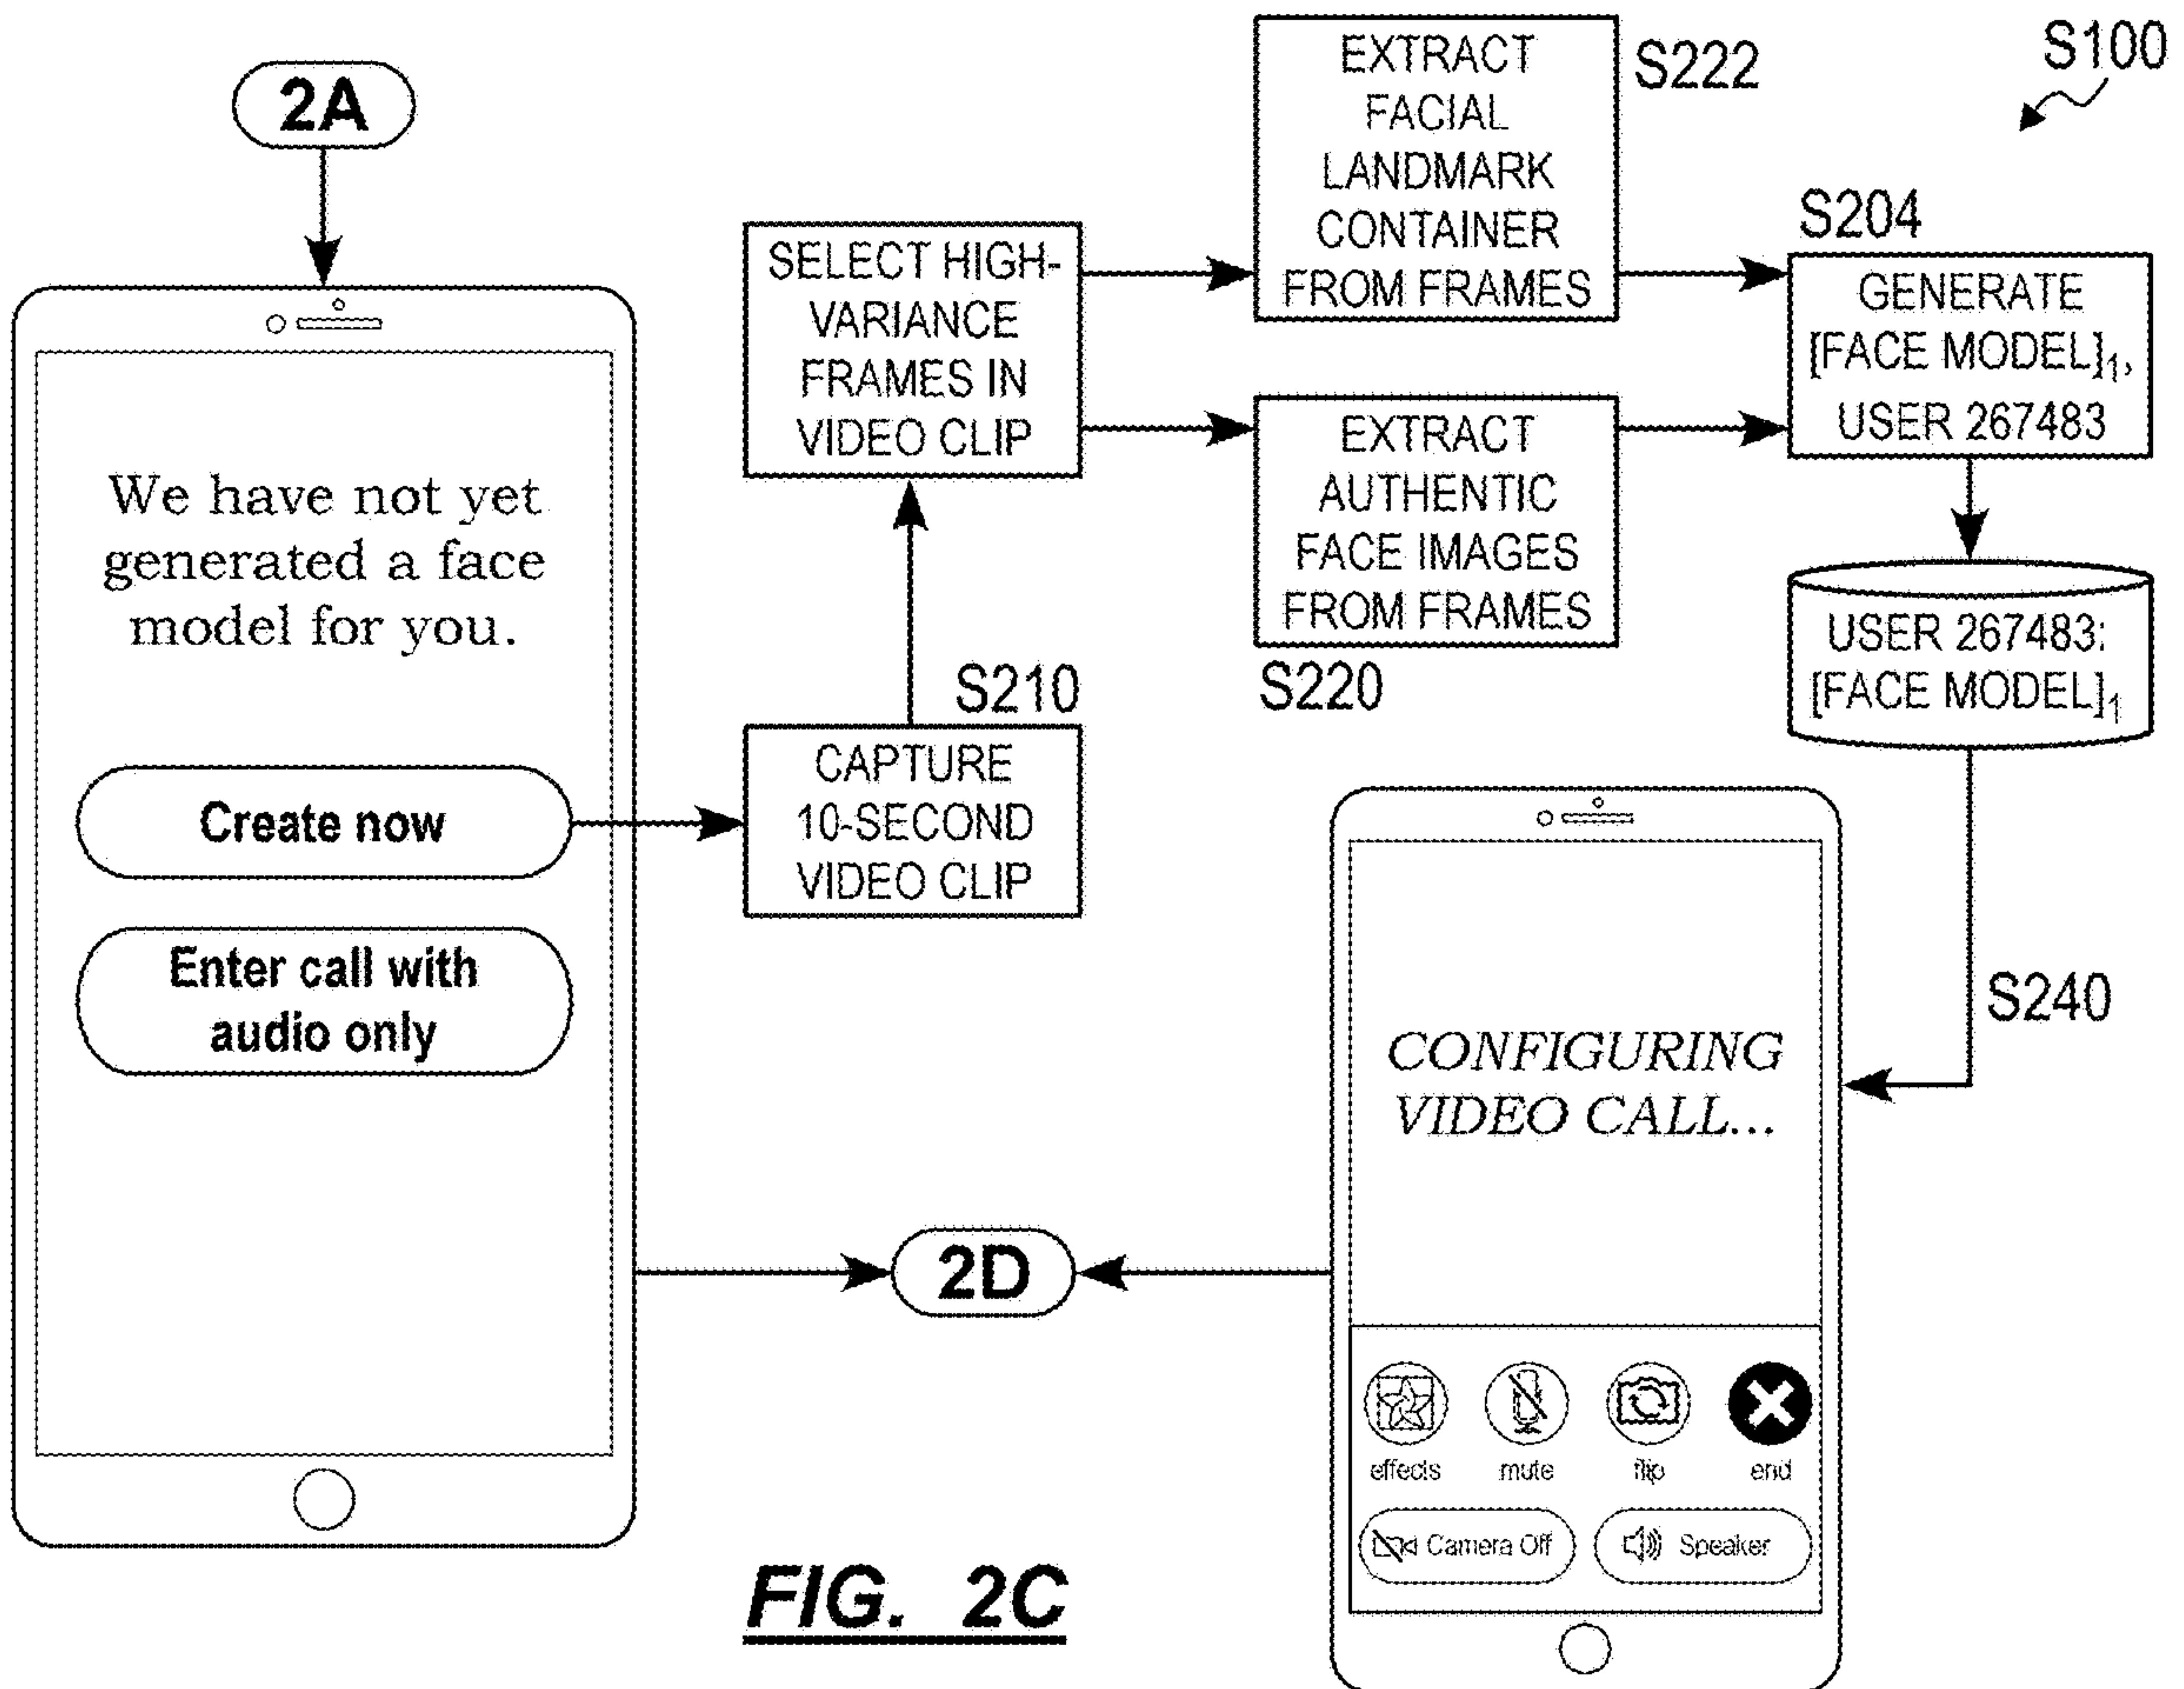 2A
We have not yet
generated a face
model for you.
Create now
Enter call with
audio only
S210
CAPTURE
10-SECOND
VIDEO CLIP
SELECT HIGH-
VARIANCE
FRAMES IN
VIDEO CLIP
S222
EXTRACT
FACIAL
LANDMARK
CONTAINER
FROM FRAMES
EXTRACT
AUTHENTIC
FACE IMAGES
FROM FRAMES
S220
S100
S204
GENERATE
[FACE MODEL]1,
USER 267483
USER 267483:
[FACE MODEL]1
S240
CONFIGURING
VIDEO CALL...
effects mute flip end
Camera Off Speaker
2D
FIG. 2C